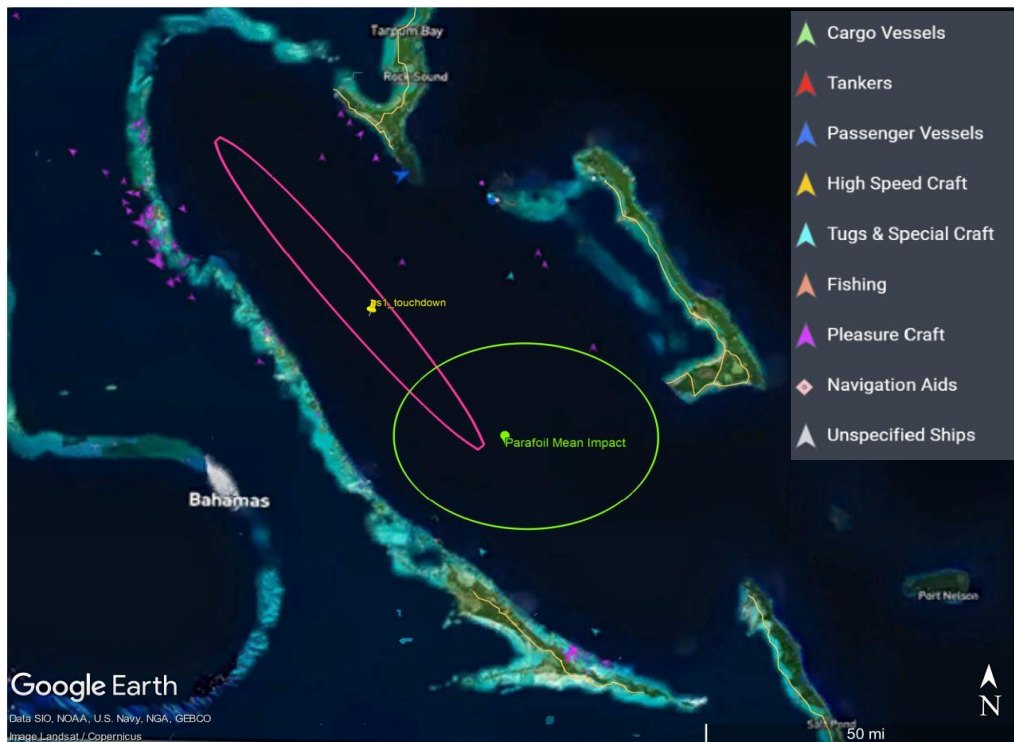 Tarpum Bay
Rock Sound
Cargo Vessels
Tankers
Passenger Vessels
High Speed Craft
Tugs & Special Craft
Fishing
Pleasure Craft
Navigation Aids
Unspecified Ships
s1_touchdown
Parafoil Mean Impact
Bahamas
Port Nelson
Google Earth
Data SIO, NOAA, U.S. Navy, NGA, GEBCO
Image Landsat / Copernicus
Salt Pond
50 mi
N